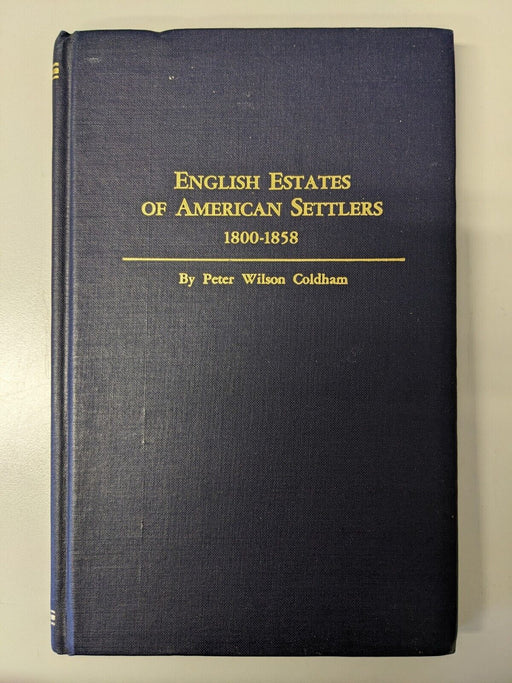 ENGLISH ESTATES
OF AMERICAN SETTLERS
1800-1858
By Peter Wilson Coldham